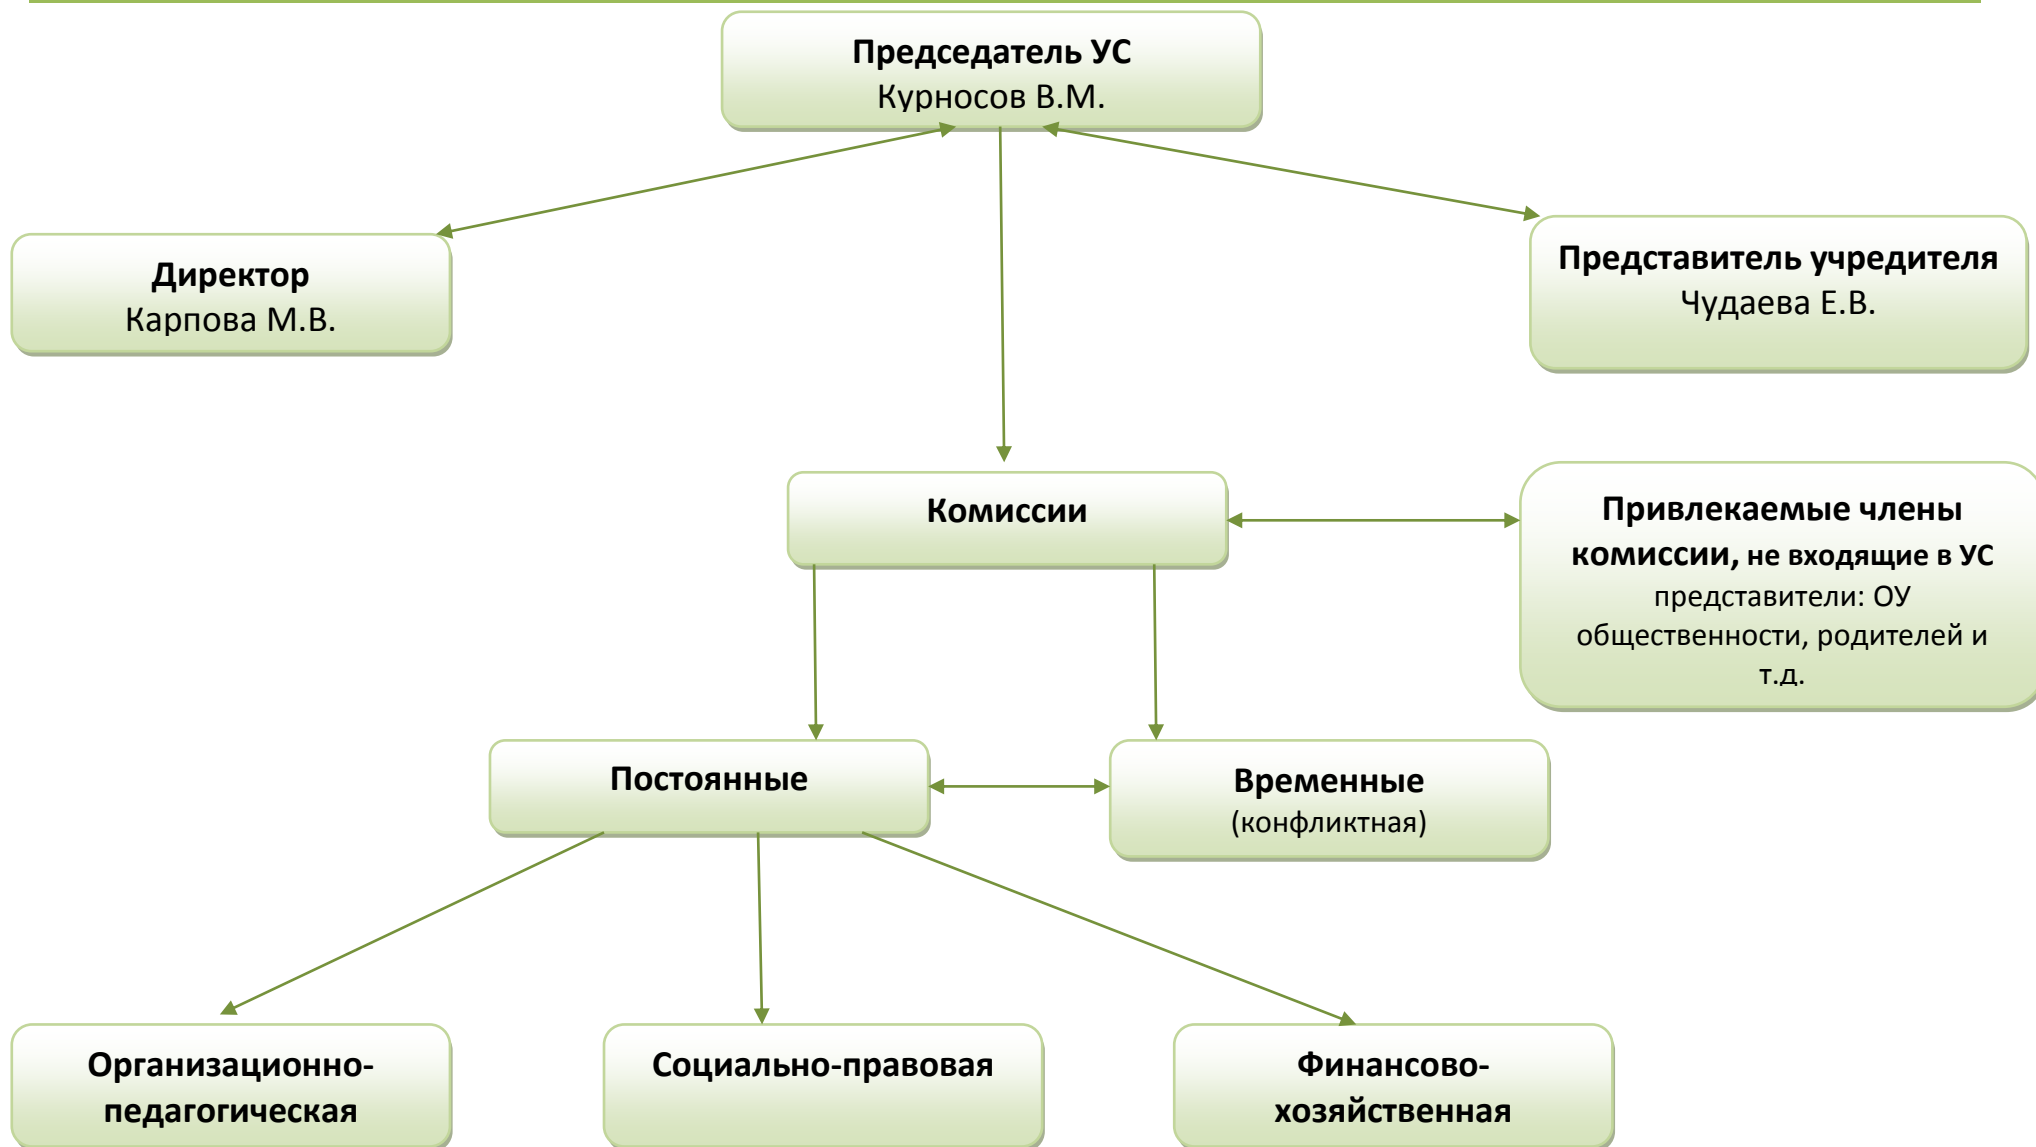 Председатель УС
Курносов В.М.
Директор
Карпова М.В.
Представитель учредителя
Чудаева Е.В.
Комиссии
Привлекаемые члены
комиссии, не входящие в УС
представители: ОУ
общественности, родителей и
т.д.
Постоянные
Временные
(конфликтная)
Организационно-
педагогическая
Социально-правовая
Финансово-
хозяйственная